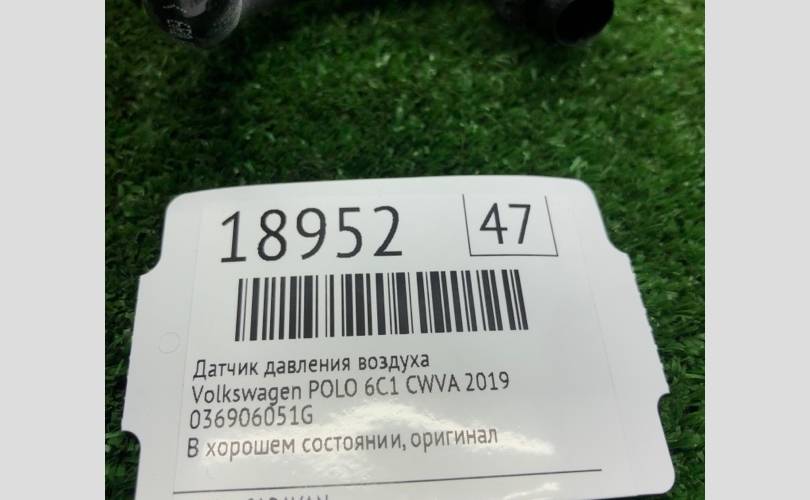 18952 47
Датчик давления воздуха
Volkswagen POLO 6C1 CWVA 2019
036906051G
В хорошем состоянии, оригинал